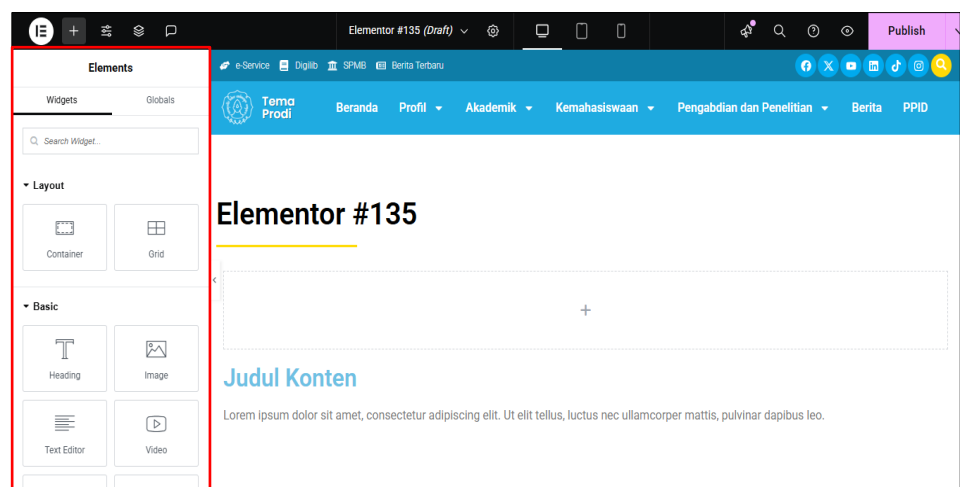 Elementor #135 (Draft)
Publish
Elements
Widgets
Globals
Search Widget...
Layout
Container
Grid
Basic
Heading
Image
Text Editor
Video
e-Service
Digilib
SPMB
Berita Terbaru
Tema
Prodi
Beranda
Profil
Akademik
Kemahasiswaan
Pengabdian dan Penelitian
Berita
PPID
Elementor #135
Judul Konten
Lorem ipsum dolor sit amet, consectetur adipiscing elit. Ut elit tellus, luctus nec ullamcorper mattis, pulvinar dapibus leo.